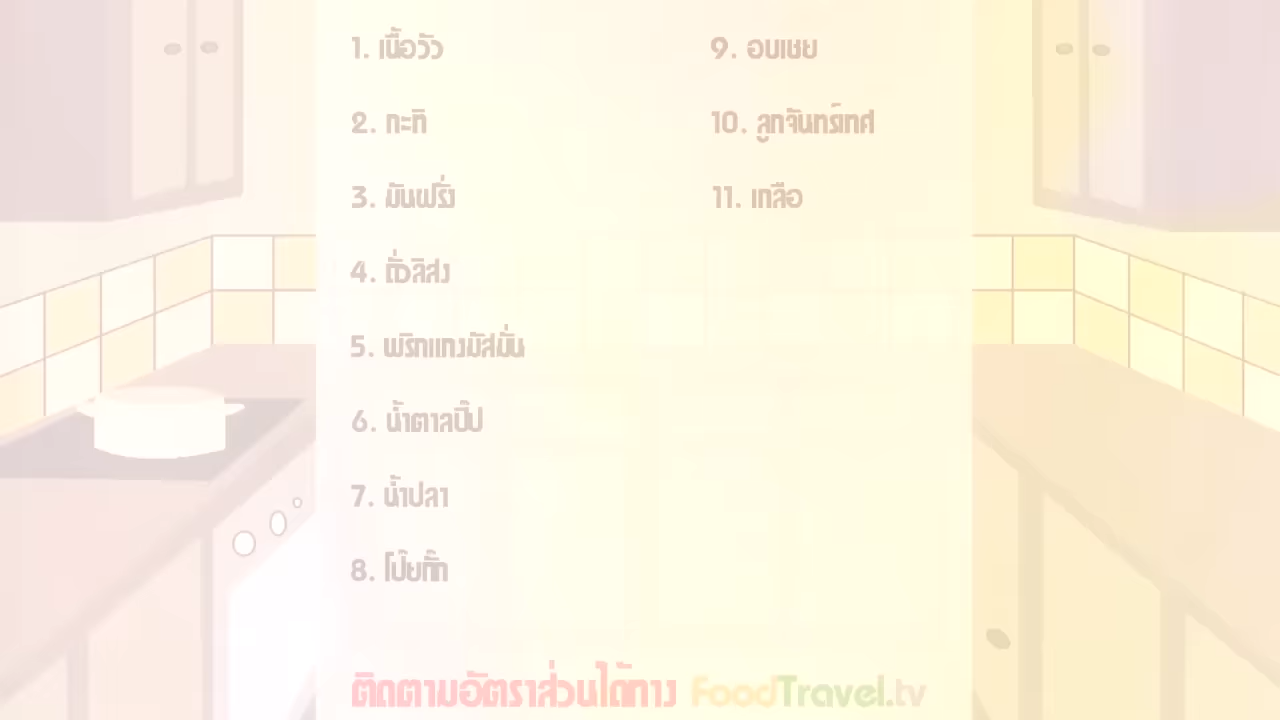 1. เนื้อวัว
2. กะทิ
3. มันฝรั่ง
4. ถั่วลิสง
5. พริกแกงมัสมั่น
6. น้ำตาลปี๊ป
7. น้ำปลา
8. โป๊ยกั๊ก
9. อบเชย
10. ลูกจันทร์เทศ
11. เกลือ
ติดตามอัตราส่วนได้ทาง FoodTravel.tv